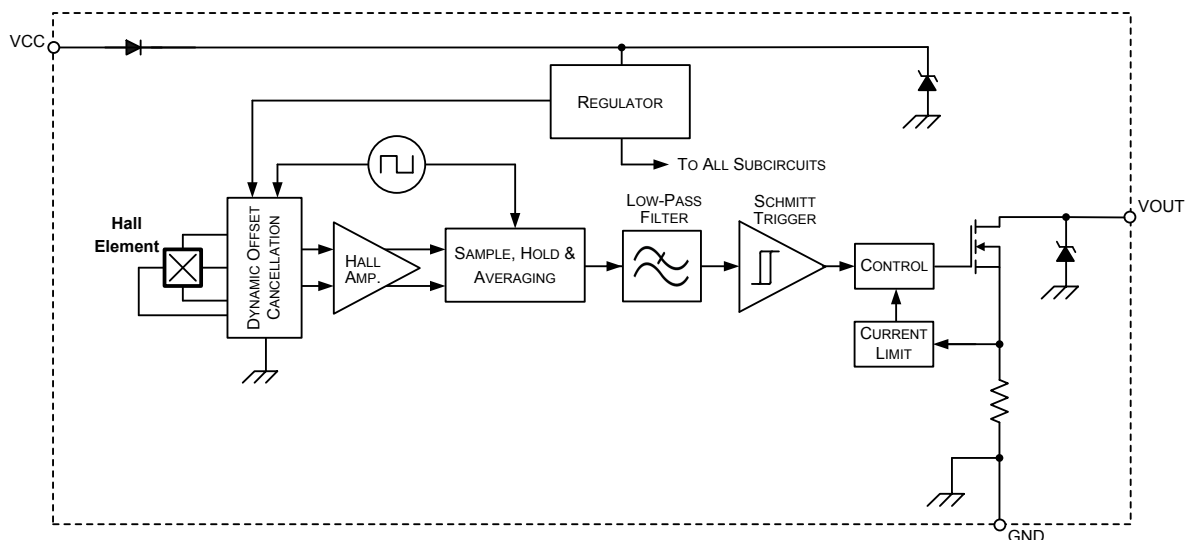 VCC
REGULATOR
TO ALL SUBCIRCUITS
Hall
Element
DYNAMIC OFFSET
CANCELLATION
HALL
AMP.
SAMPLE, HOLD &
AVERAGING
LOW-PASS
FILTER
SCHMITT
TRIGGER
CONTROL
CURRENT
LIMIT
VOUT
GND